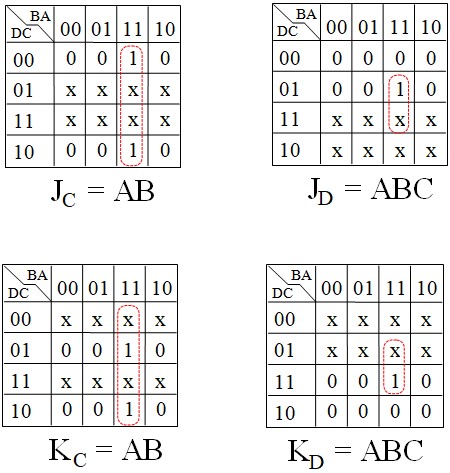 BA
DC 00 01 11 10
00 0 0 1 0
01 x x x x
11 x x x x
10 0 0 1 0
J_C = AB
BA
DC 00 01 11 10
00 0 0 0 0
01 0 0 1 0
11 x x x x
10 x x x x
J_D = ABC
BA
DC 00 01 11 10
00 x x x x
01 0 0 1 0
11 x x x x
10 0 0 1 0
K_C = AB
BA
DC 00 01 11 10
00 x x x x
01 x x x x
11 0 0 1 0
10 0 0 0 0
K_D = ABC